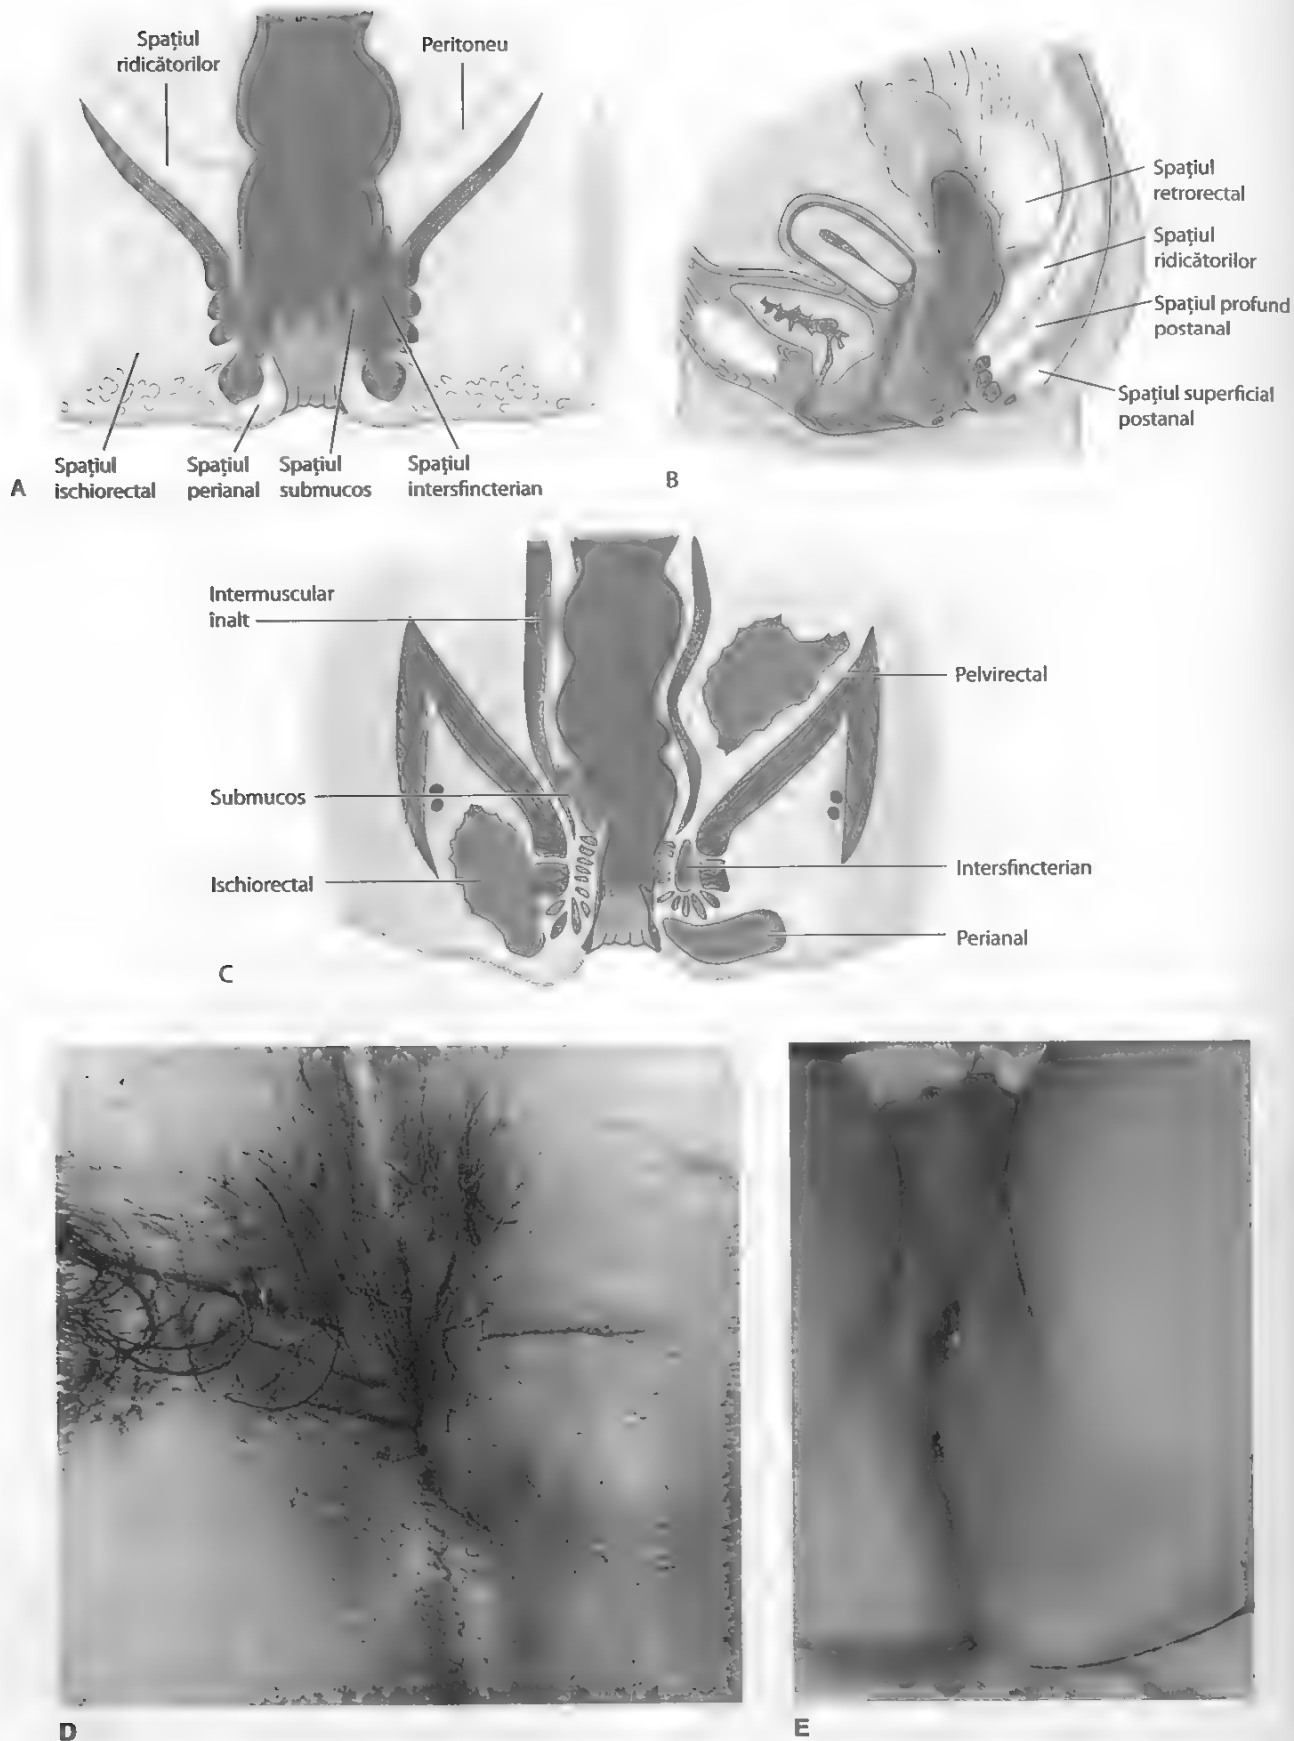 Spațiul
ridicătorilor
Peritoneu
Spațiul
ischiorectal
Spațiul
perianal
Spațiul
submucos
Spațiul
intersfincterian
A
Spațiul
retrorectal
Spațiul
ridicătorilor
Spațiul profund
postanal
Spațiul superficial
postanal
B
Intermuscular
înalt
Submucos
Ischiorectal
Pelvirectal
Intersfincterian
Perianal
C
D
E